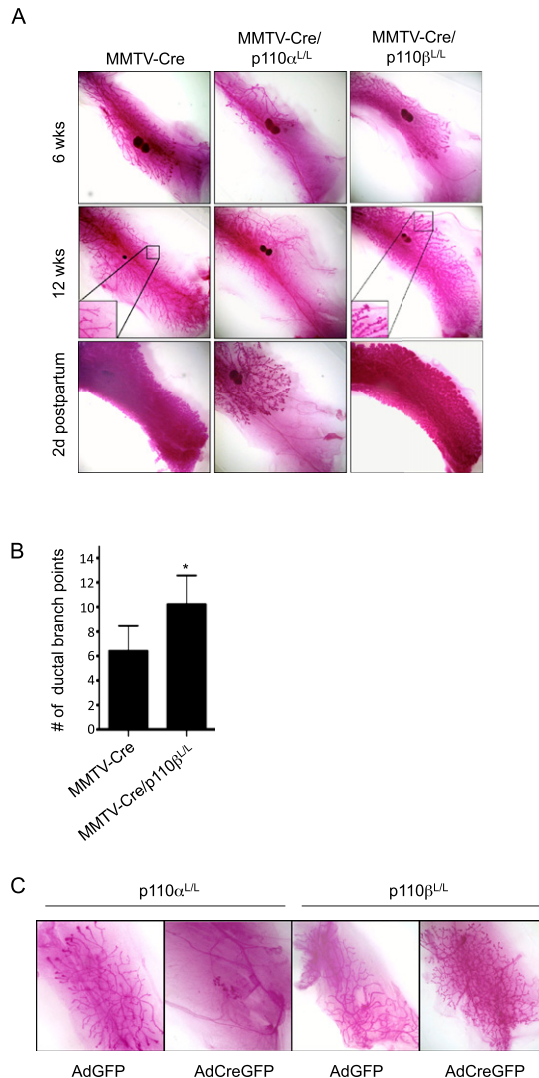 A
MMTV-Cre
MMTV-Cre/
p110α^L/L
MMTV-Cre/
p110β^L/L
6 wks
12 wks
2d postpartum
B
# of ductal branch points
14
12
10
8
6
4
2
0
*
MMTV-Cre
MMTV-Cre/p110β^L/L
C
p110α^L/L
p110β^L/L
AdGFP
AdCreGFP
AdGFP
AdCreGFP